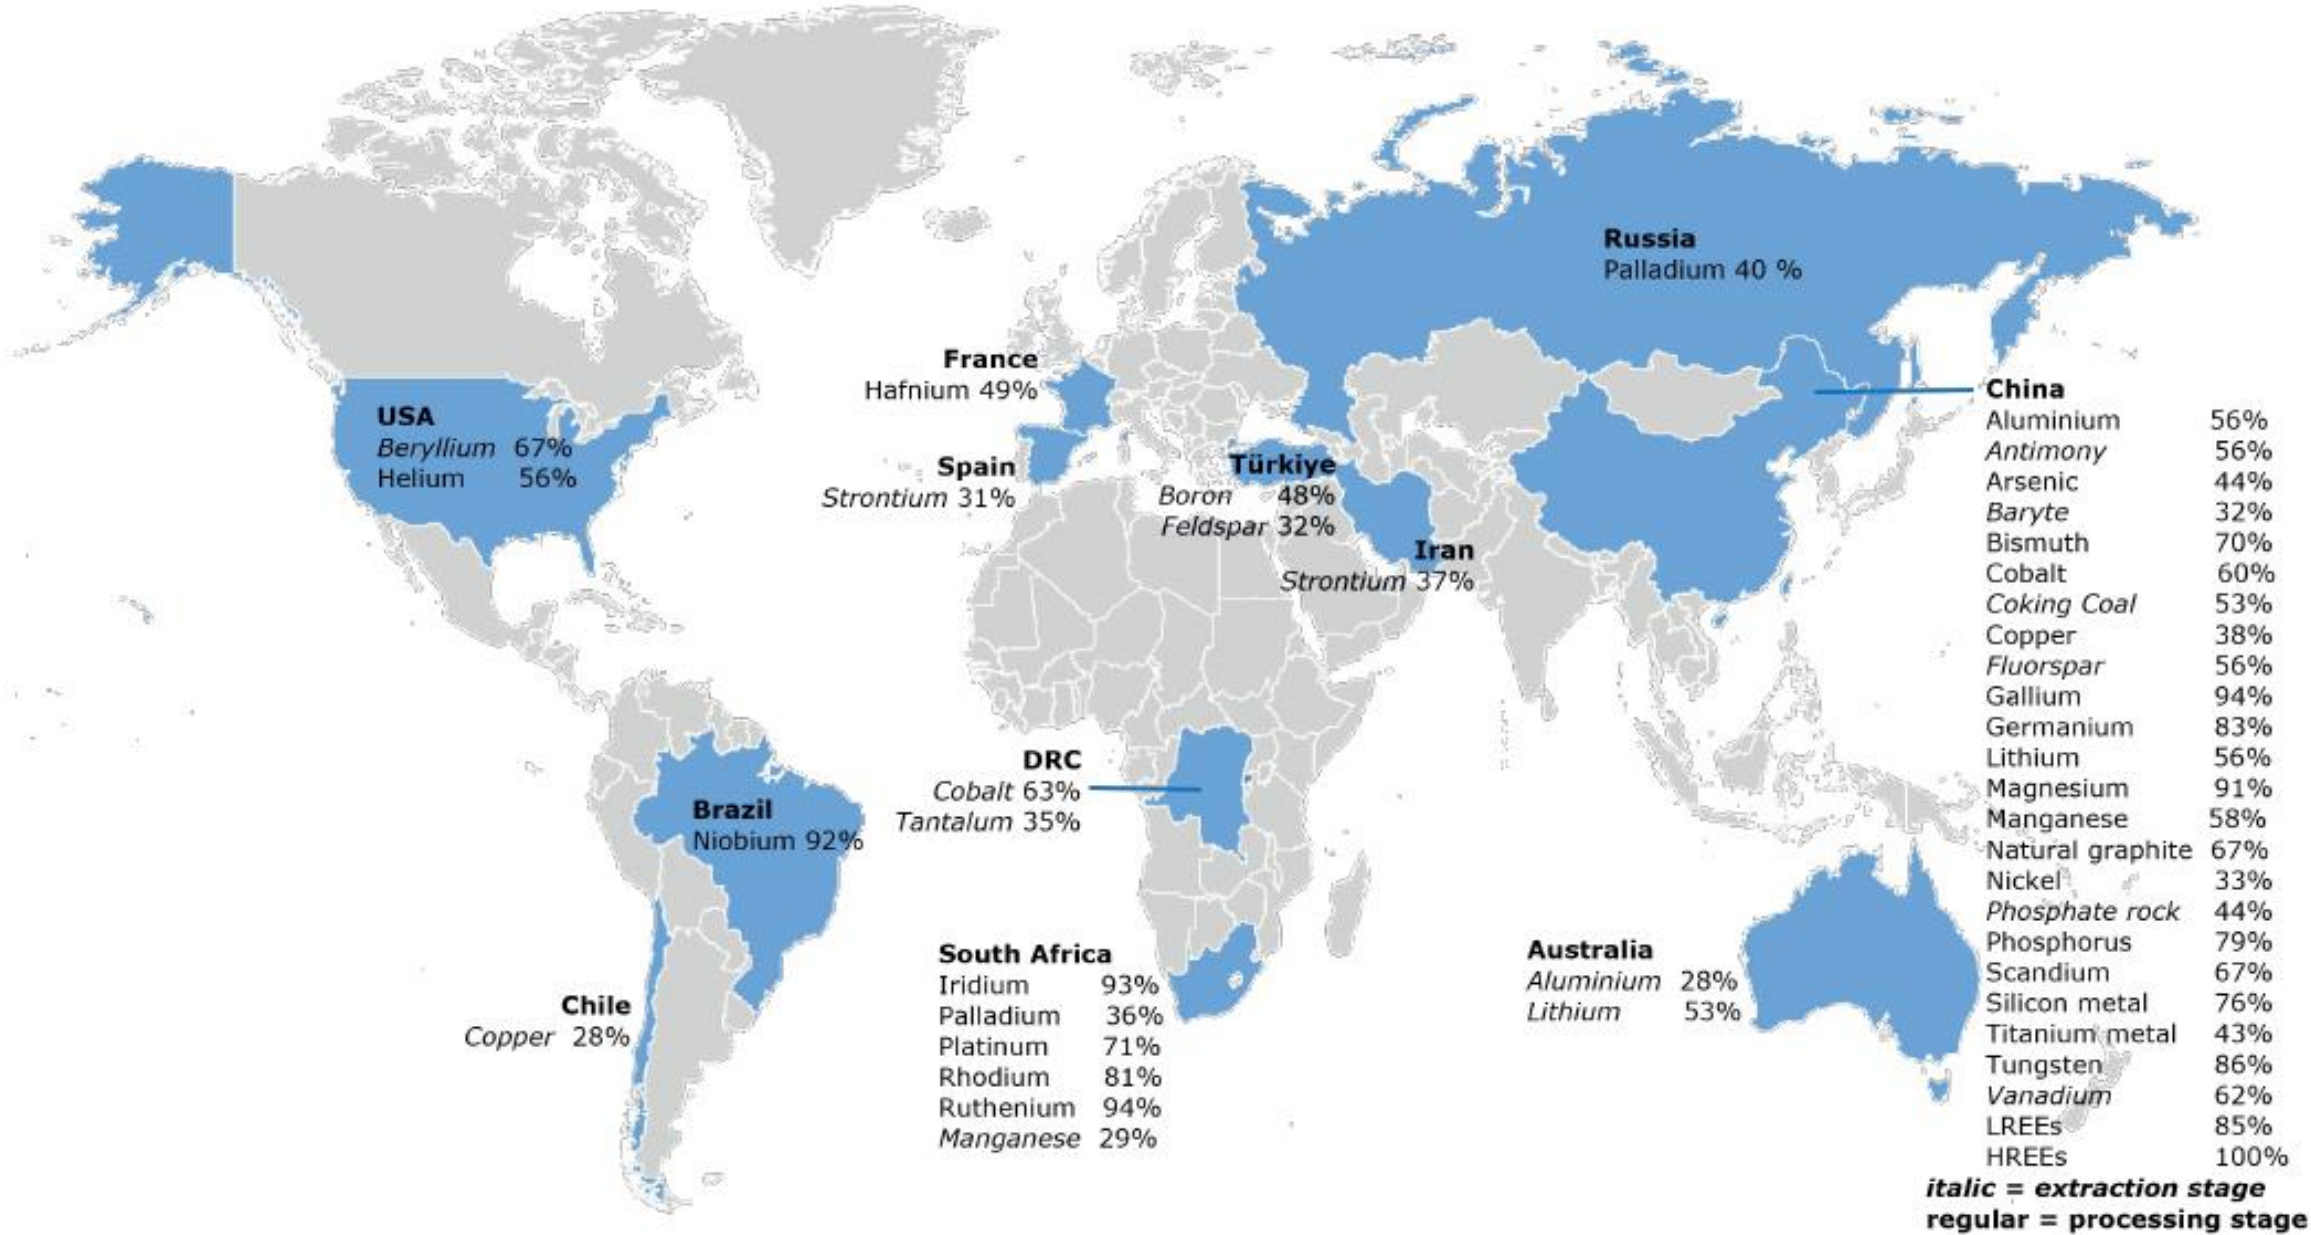 Russia
Palladium 40 %
France
Hafnium 49%
China
Aluminium 56%
Antimony 56%
Arsenic 44%
Baryte 32%
Bismuth 70%
Cobalt 60%
Coking Coal 53%
Copper 38%
Fluorspar 56%
Gallium 94%
Germanium 83%
Lithium 56%
Magnesium 91%
Manganese 58%
Natural graphite 67%
Nickel 33%
Phosphate rock 44%
Phosphorus 79%
Scandium 67%
Silicon metal 76%
Titanium metal 43%
Tungsten 86%
Vanadium 62%
LREEs 85%
HREEs 100%
USA
Beryllium 67%
Helium 56%
Spain
Strontium 31%
Türkiye
Boron 48%
Feldspar 32%
Iran
Strontium 37%
DRC
Cobalt 63%
Tantalum 35%
Brazil
Niobium 92%
South Africa
Iridium 93%
Palladium 36%
Platinum 71%
Rhodium 81%
Ruthenium 94%
Manganese 29%
Australia
Aluminium 28%
Lithium 53%
Chile
Copper 28%
italic = extraction stage
regular = processing stage